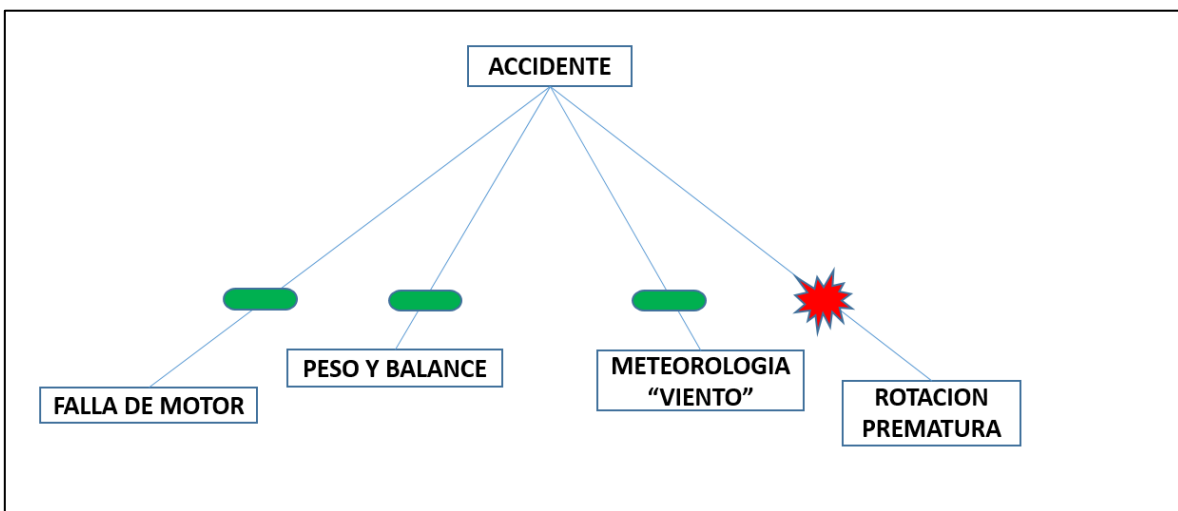 ACCIDENTE
FALLA DE MOTOR
PESO Y BALANCE
METEOROLOGIA
“VIENTO”
ROTACION
PREMATURA